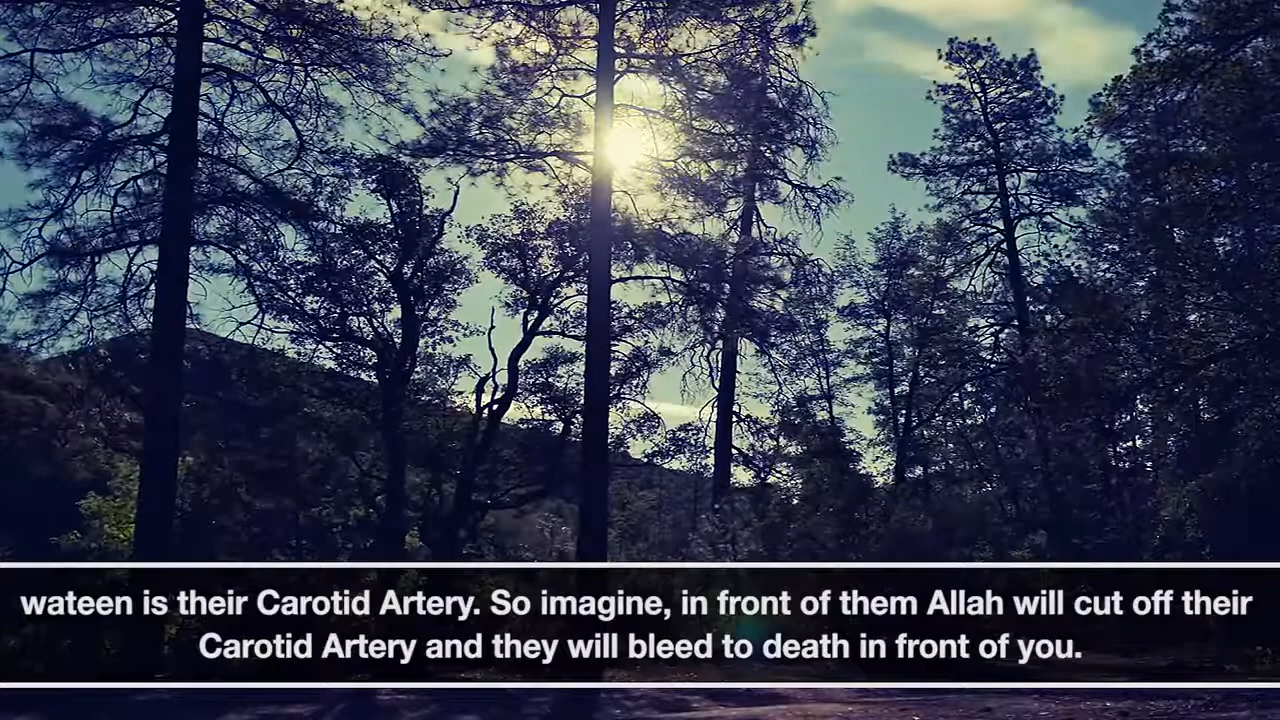 wateen is their Carotid Artery. So imagine, in front of them Allah will cut off their
Carotid Artery and they will bleed to death in front of you.